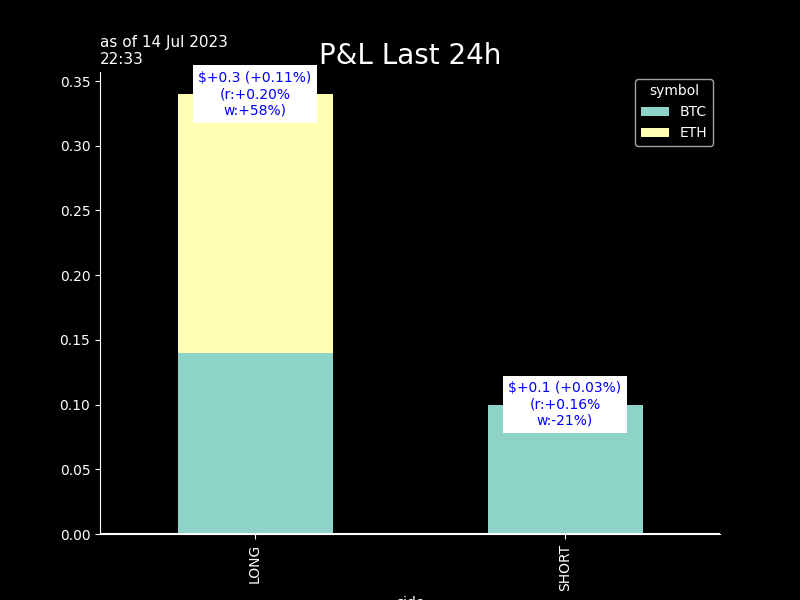 as of 14 Jul 2023
22:33
P&L Last 24h
0.35
0.30
0.25
0.20
0.15
0.10
0.05
0.00
$+0.3 (+0.11%)
(r:+0.20%
w:+58%)
$+0.1 (+0.03%)
(r:+0.16%
w:-21%)
symbol
BTC
ETH
LONG
SHORT
side